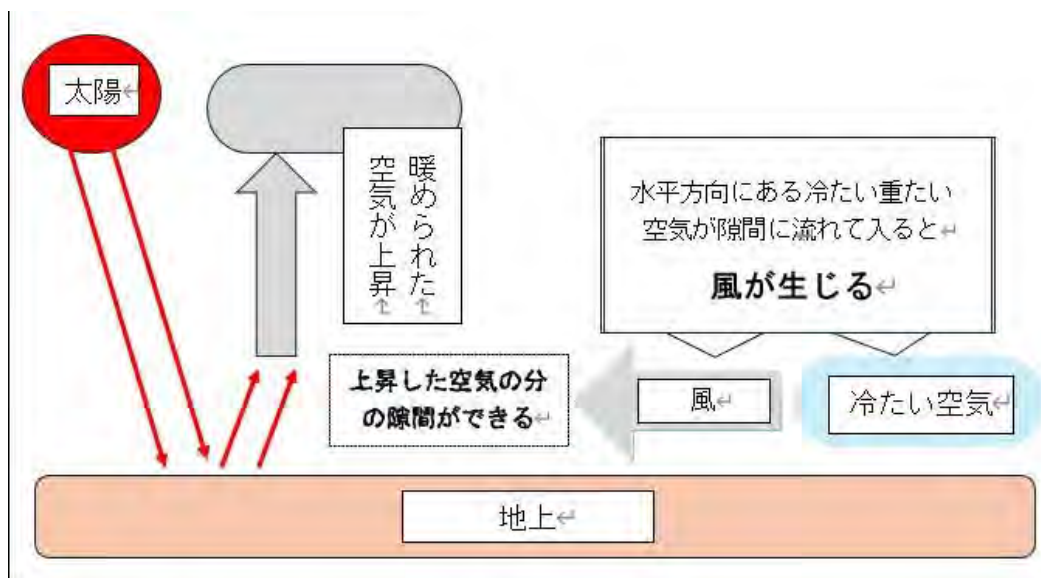 太陽
暖められた
空気が上昇
水平方向にある冷たい重たい
空気が隙間に流れて入ると
風が生じる
上昇した空気の分
の隙間ができる
風
冷たい空気
地上